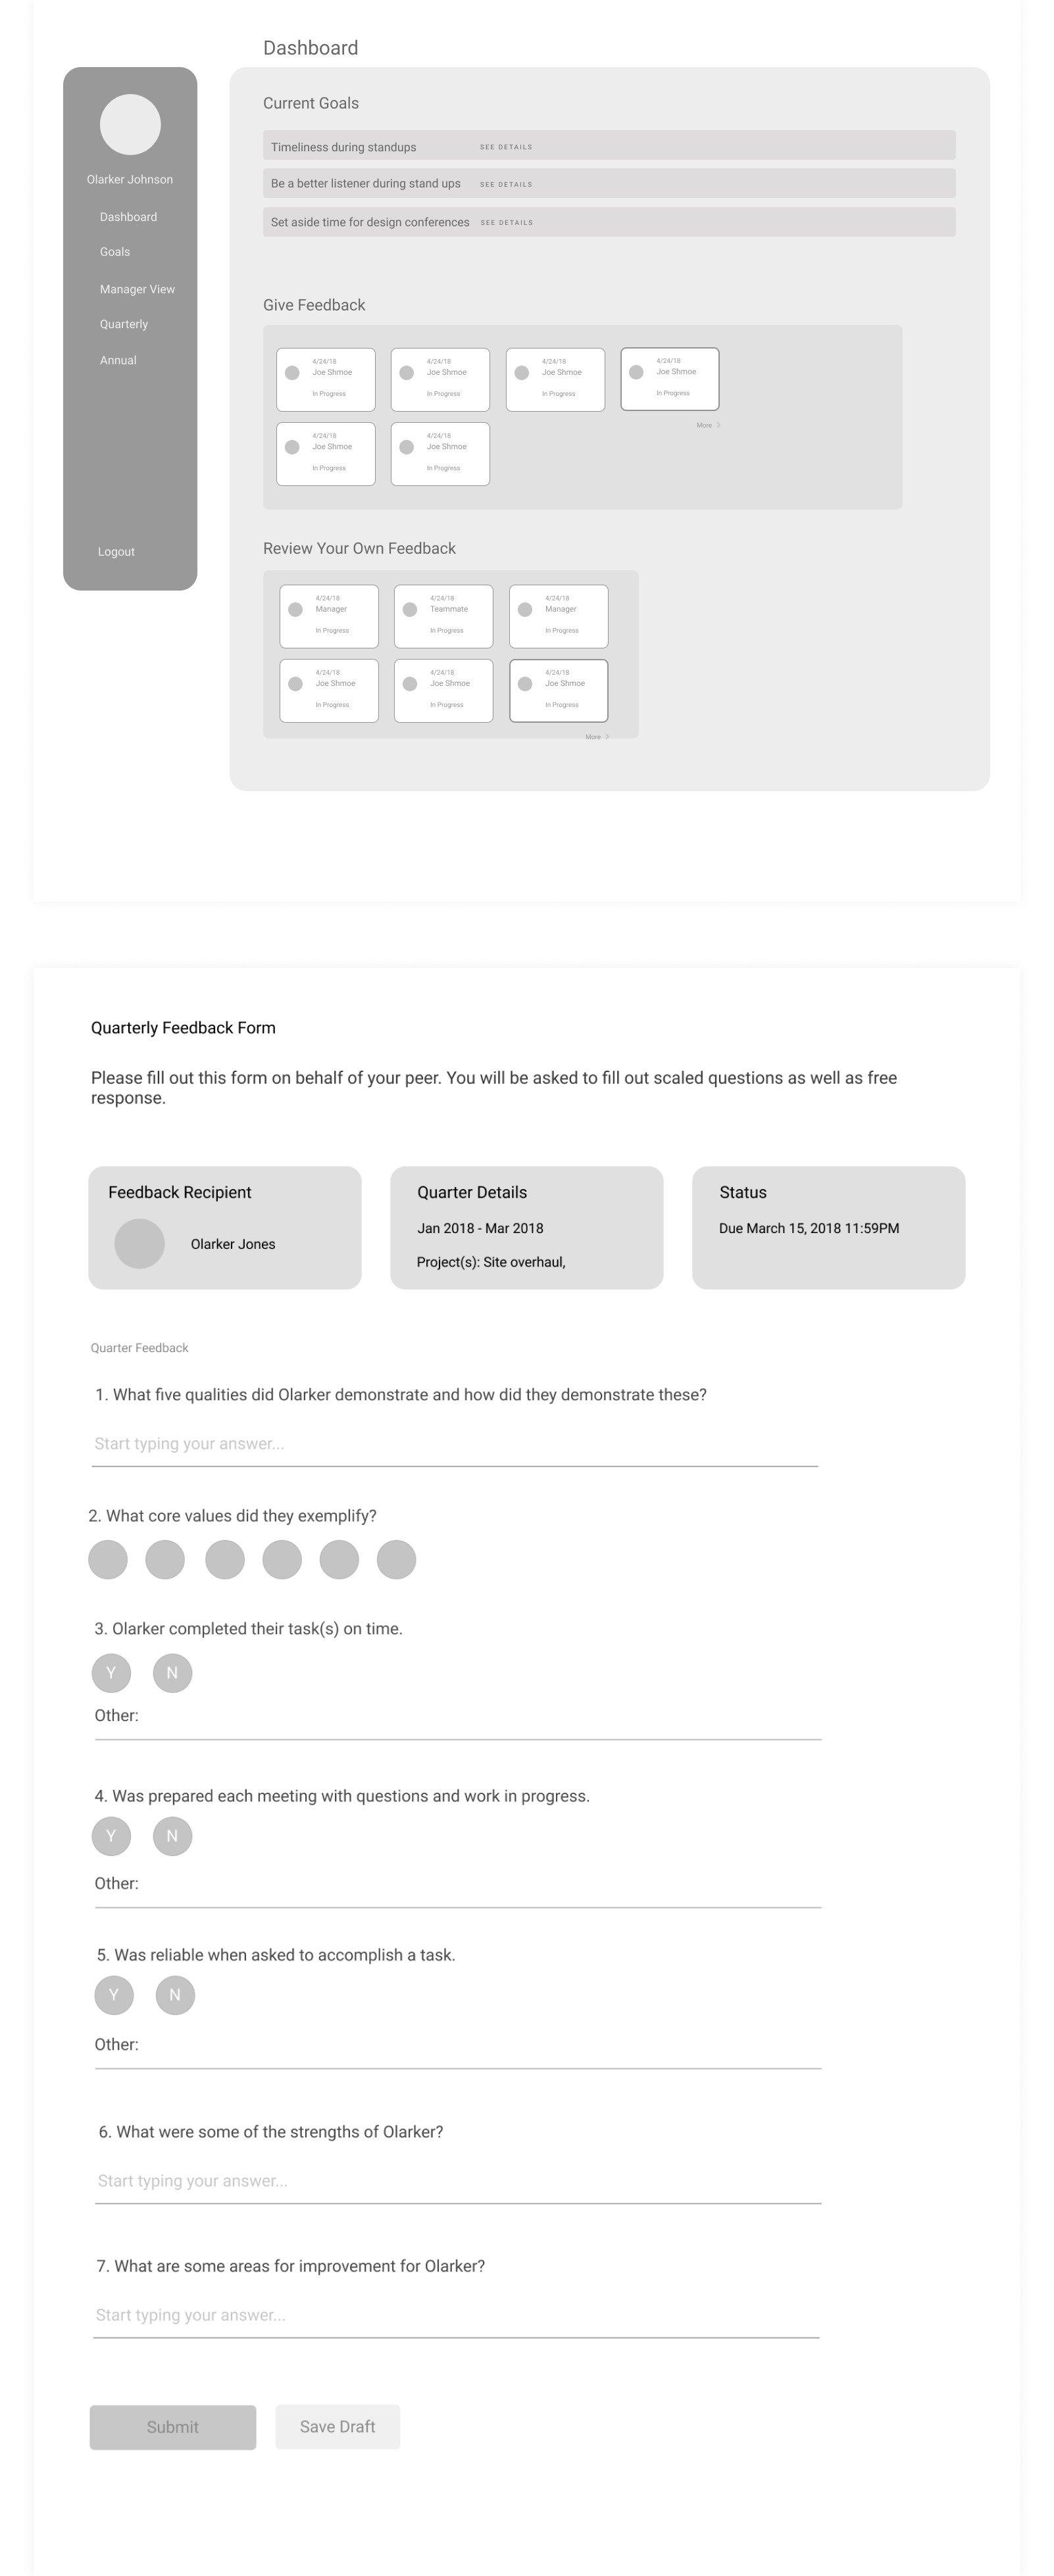 Dashboard
Olarker Johnson
Dashboard
Goals
Manager View
Quarterly
Annual
Logout
Current Goals
Timeliness during standups SEE DETAILS
Be a better listener during stand ups SEE DETAILS
Set aside time for design conferences SEE DETAILS
Give Feedback
4/24/18
Joe Shmoe
In Progress
4/24/18
Joe Shmoe
In Progress
4/24/18
Joe Shmoe
In Progress
4/24/18
Joe Shmoe
In Progress
More >
4/24/18
Joe Shmoe
In Progress
4/24/18
Joe Shmoe
In Progress
Review Your Own Feedback
4/24/18
Manager
In Progress
4/24/18
Teammate
In Progress
4/24/18
Manager
In Progress
4/24/18
Joe Shmoe
In Progress
4/24/18
Joe Shmoe
In Progress
4/24/18
Joe Shmoe
In Progress
More >
Quarterly Feedback Form
Please fill out this form on behalf of your peer. You will be asked to fill out scaled questions as well as free
response.
Feedback Recipient
Olarker Jones
Quarter Details
Jan 2018 - Mar 2018
Project(s): Site overhaul,
Status
Due March 15, 2018 11:59PM
Quarter Feedback
1. What five qualities did Olarker demonstrate and how did they demonstrate these?
Start typing your answer...
2. What core values did they exemplify?
3. Olarker completed their task(s) on time.
Y N
Other:
4. Was prepared each meeting with questions and work in progress.
Y N
Other:
5. Was reliable when asked to accomplish a task.
Y N
Other:
6. What were some of the strengths of Olarker?
Start typing your answer...
7. What are some areas for improvement for Olarker?
Start typing your answer...
Submit Save Draft